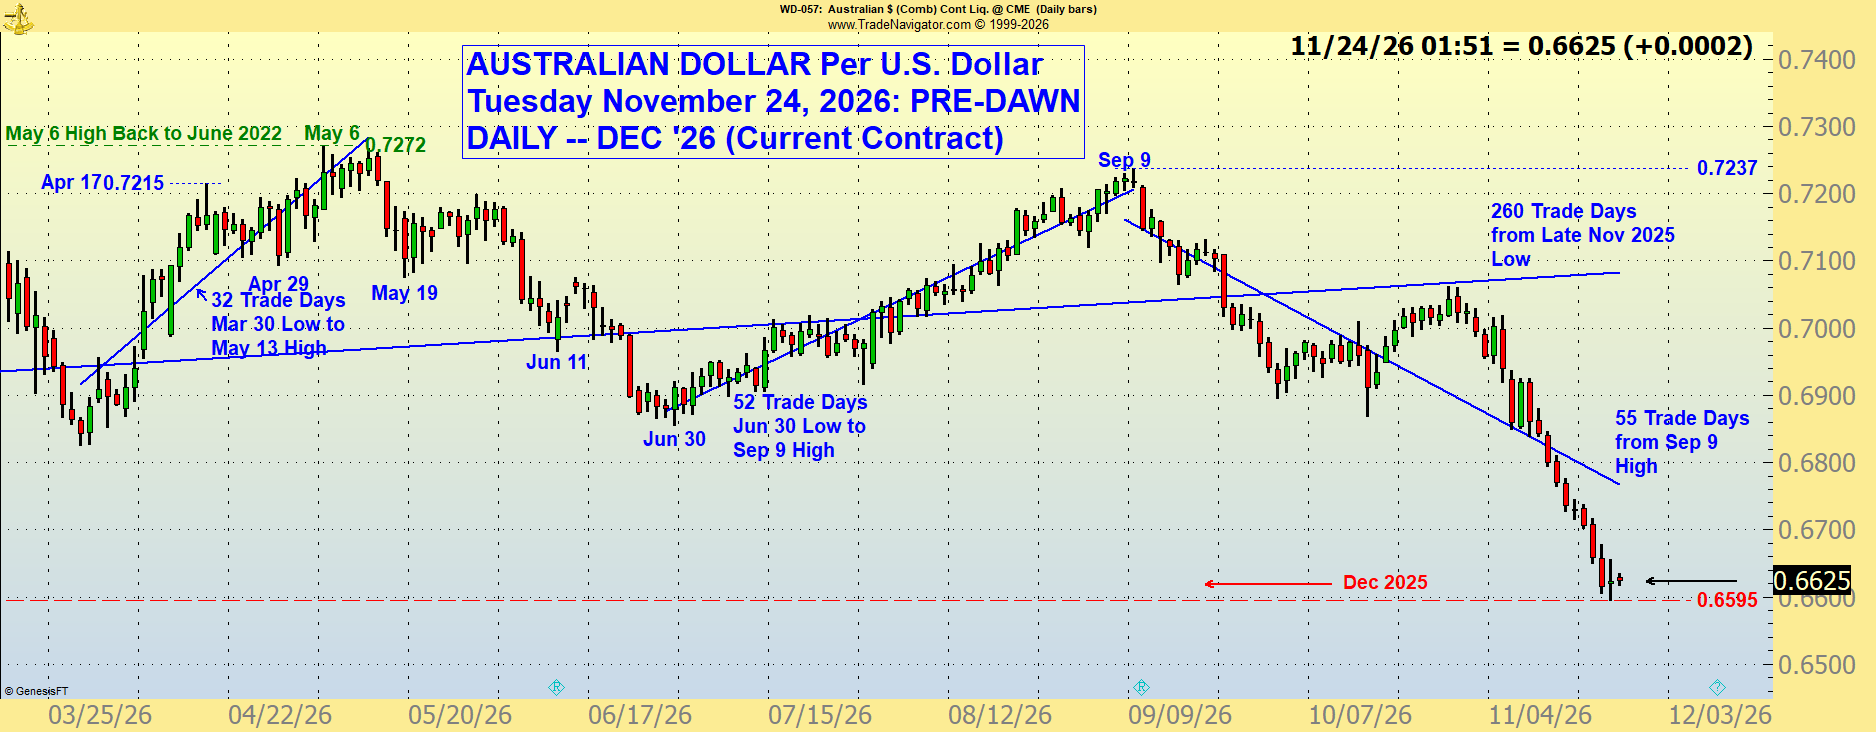 WD-057: Australian $ (Comb) Cont Liq. @ CME (Daily bars)
www.TradeNavigator.com © 1999-2026
11/24/26 01:51 = 0.6625 (+0.0002)
AUSTRALIAN DOLLAR Per U.S. Dollar
Tuesday November 24, 2026: PRE-DAWN
DAILY -- DEC '26 (Current Contract)
May 6 High Back to June 2022
May 6
0.7272
Apr 17
0.7215
Sep 9
0.7237
260 Trade Days
from Late Nov 2025
Low
Apr 29
32 Trade Days
Mar 30 Low to
May 13 High
May 19
Jun 11
52 Trade Days
Jun 30 Low to
Sep 9 High
Jun 30
55 Trade Days
from Sep 9
High
Dec 2025
0.6595
0.7400
0.7300
0.7200
0.7100
0.7000
0.6900
0.6800
0.6700
0.6625
0.6600
0.6500
R
R
?
© GenesisFT
03/25/26
04/22/26
05/20/26
06/17/26
07/15/26
08/12/26
09/09/26
10/07/26
11/04/26
12/03/26